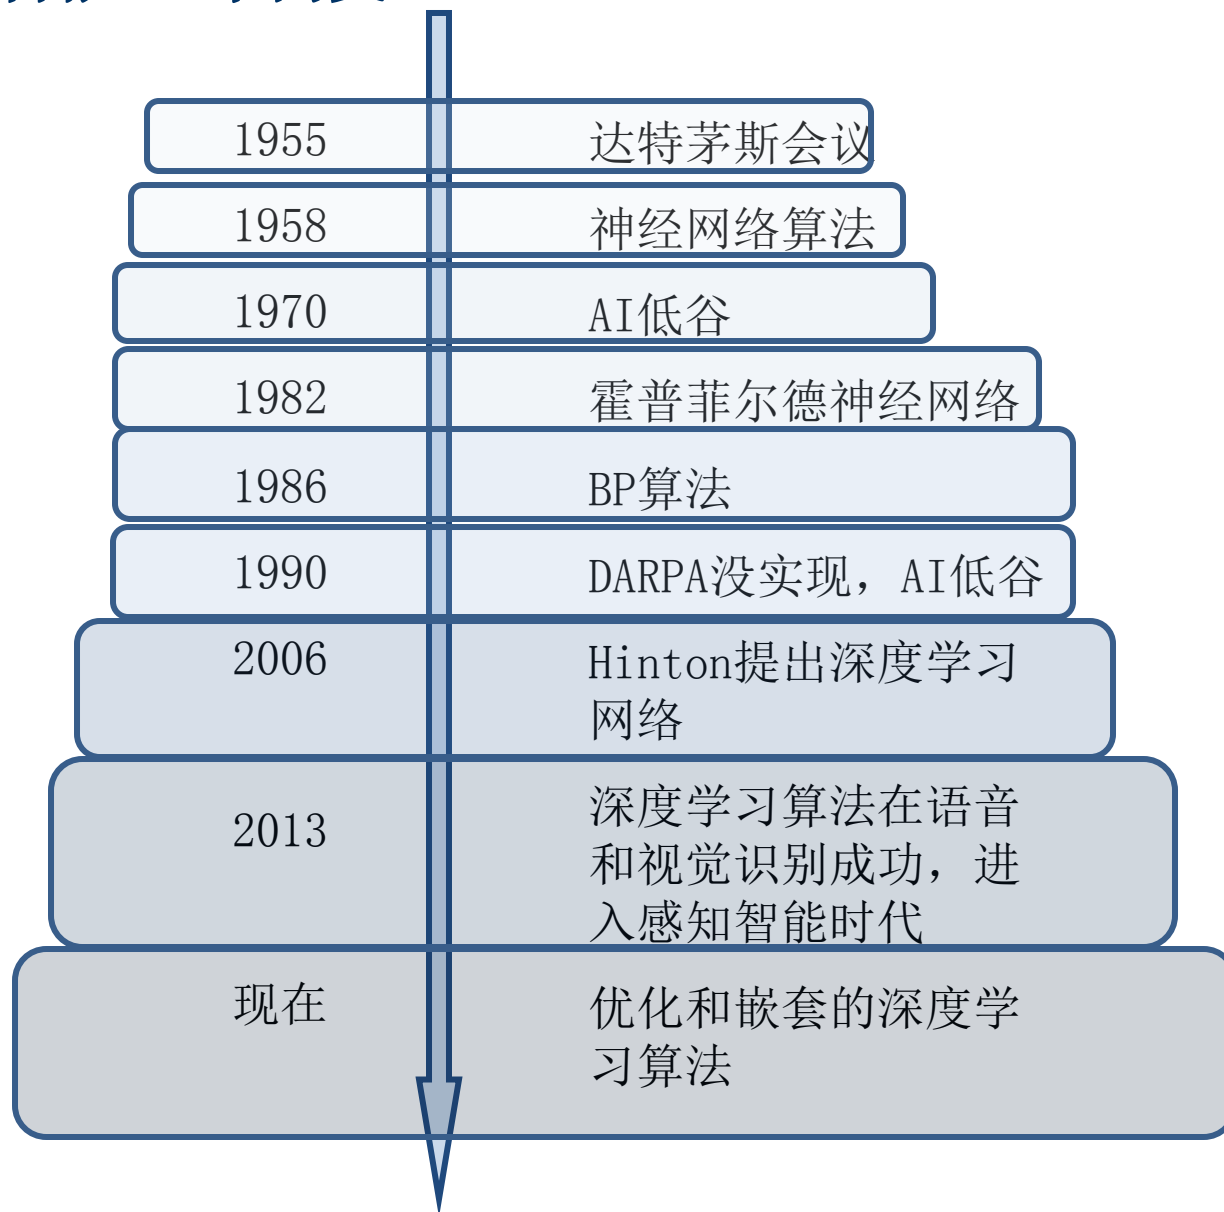 1955 达特茅斯会议
1958 神经网络算法
1970 AI低谷
1982 霍普菲尔德神经网络
1986 BP算法
1990 DARPA没实现，AI低谷
2006 Hinton提出深度学习
网络
2013 深度学习算法在语音
和视觉识别成功，进
入感知智能时代
现在 优化和嵌套的深度学
习算法